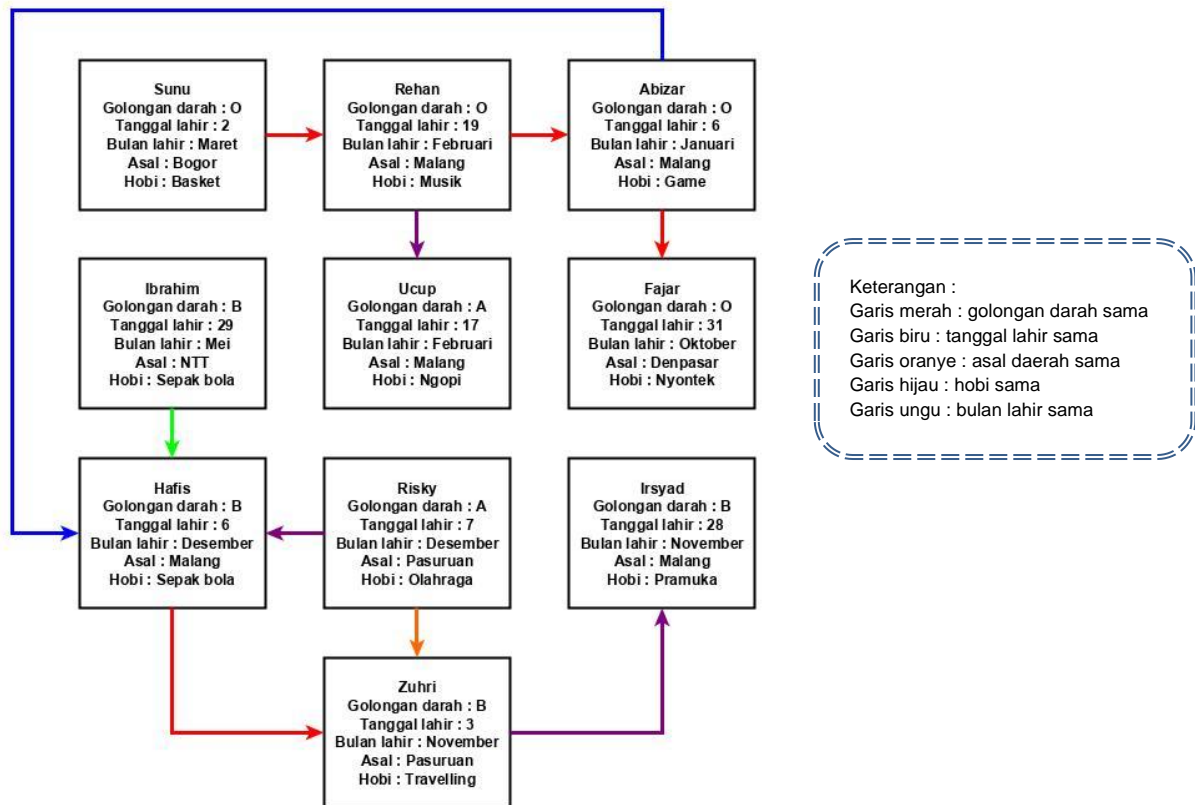 Sunu
Golongan darah : O
Tanggal lahir : 2
Bulan lahir : Maret
Asal : Bogor
Hobi : Basket
Rehan
Golongan darah : O
Tanggal lahir : 19
Bulan lahir : Februari
Asal : Malang
Hobi : Musik
Abizar
Golongan darah : O
Tanggal lahir : 6
Bulan lahir : Januari
Asal : Malang
Hobi : Game
Ibrahim
Golongan darah : B
Tanggal lahir : 29
Bulan lahir : Mei
Asal : NTT
Hobi : Sepak bola
Ucup
Golongan darah : A
Tanggal lahir : 17
Bulan lahir : Februari
Asal : Malang
Hobi : Ngopi
Fajar
Golongan darah : O
Tanggal lahir : 31
Bulan lahir : Oktober
Asal : Denpasar
Hobi : Nyontek
Keterangan :
Garis merah : golongan darah sama
Garis biru : tanggal lahir sama
Garis oranye : asal daerah sama
Garis hijau : hobi sama
Garis ungu : bulan lahir sama
Hafis
Golongan darah : B
Tanggal lahir : 6
Bulan lahir : Desember
Asal : Malang
Hobi : Sepak bola
Risky
Golongan darah : A
Tanggal lahir : 7
Bulan lahir : Desember
Asal : Pasuruan
Hobi : Olahraga
Irsyad
Golongan darah : B
Tanggal lahir : 28
Bulan lahir : November
Asal : Malang
Hobi : Pramuka
Zuhri
Golongan darah : B
Tanggal lahir : 3
Bulan lahir : November
Asal : Pasuruan
Hobi : Travelling